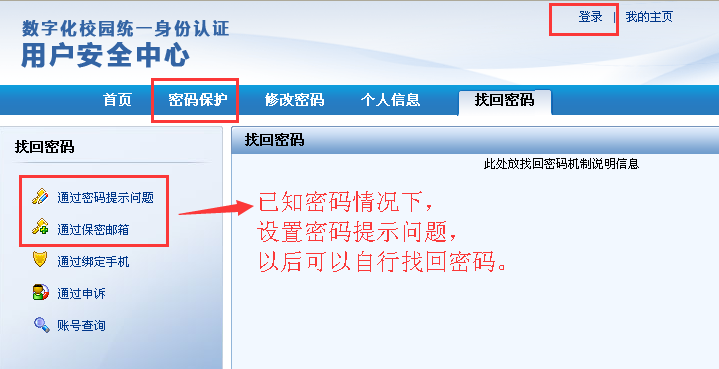 登录 | 我的主页
数字化校园统一身份认证
用户安全中心
首页 密码保护 修改密码 个人信息 找回密码
找回密码
通过密码提示问题
通过保密邮箱
通过绑定手机
通过申诉
账号查询
找回密码
此处放找回密码机制说明信息
已知密码情况下，
设置密码提示问题，
以后可以自行找回密码。